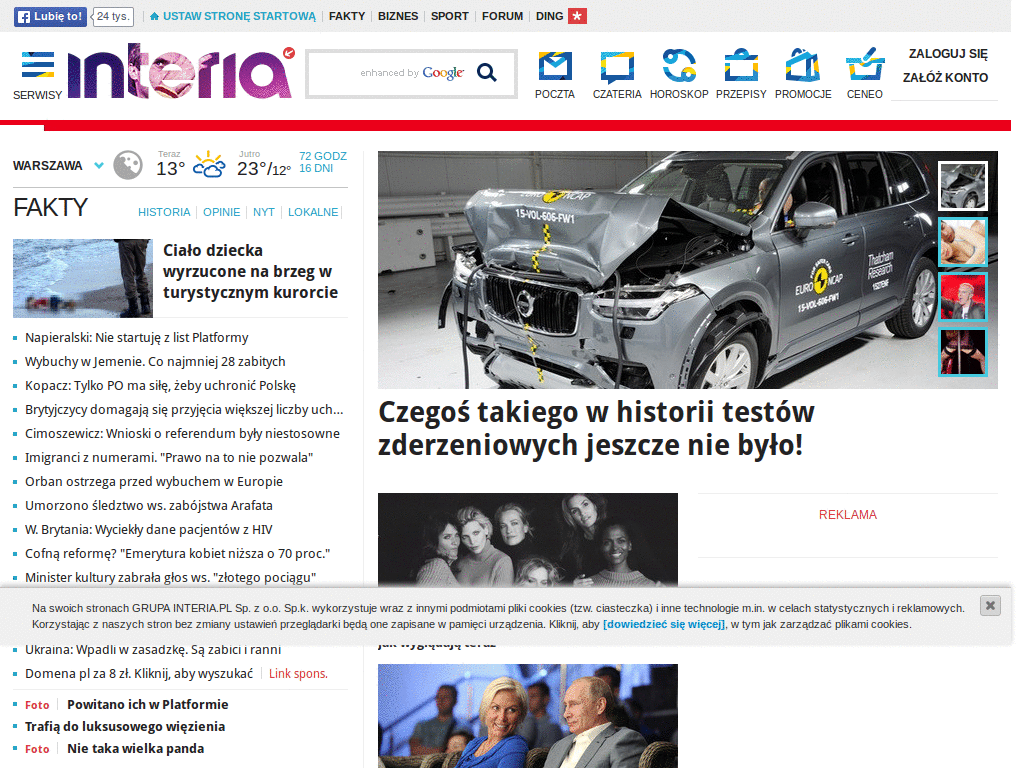 Lubię to! 24 tys. USTAW STRONĘ STARTOWĄ FAKTY BIZNES SPORT FORUM DING
interia
SERWISY
enhanced by Google
POCZTA CZATERIA HOROSKOP PRZEPISY PROMOCJE CENEO
ZALOGUJ SIĘ
ZAŁÓŻ KONTO
WARSZAWA
Teraz
13°
Jutro
23°/12°
72 GODZ
16 DNI
FAKTY
HISTORIA OPINIE NYT LOKALNE
Ciało dziecka
wyrzucone na brzeg w
turystycznym kurorcie
Napieralski: Nie startuję z list Platformy
Wybuchy w Jemenie. Co najmniej 28 zabitych
Kopacz: Tylko PO ma siłę, żeby uchronić Polskę
Brytyjczycy domagają się przyjęcia większej liczby uch...
Cimoszewicz: Wnioski o referendum były niestosowne
Imigranci z numerami. "Prawo na to nie pozwala"
Orban ostrzega przed wybuchem w Europie
Umorzono śledztwo ws. zabójstwa Arafata
W. Brytania: Wyciekły dane pacjentów z HIV
Cofną reformę? "Emerytura kobiet niższa o 70 proc."
Minister kultury zabrała głos ws. "złotego pociągu"
Ukraina: Wpadli w zasadzkę. Są zabici i ranni
Domena pl za 8 zł. Kliknij, aby wyszukać Link spons.
Foto Powitano ich w Platformie
Trafią do luksusowego więzienia
Foto Nie taka wielka panda
EURO NCAP
15-VOL-606-FW1
VOLVO
EURO NCAP
15-VOL-606-FW1
Thatcham
Research
Czegoś takiego w historii testów
zderzeniowych jeszcze nie było!
REKLAMA
jak wyglądają teraz
Na swoich stronach GRUPA INTERIA.PL Sp. z o.o. Sp.k. wykorzystuje wraz z innymi podmiotami pliki cookies (tzw. ciasteczka) i inne technologie m.in. w celach statystycznych i reklamowych.
Korzystając z naszych stron bez zmiany ustawień przeglądarki będą one zapisane w pamięci urządzenia. Kliknij, aby [dowiedzieć się więcej], w tym jak zarządzać plikami cookies.